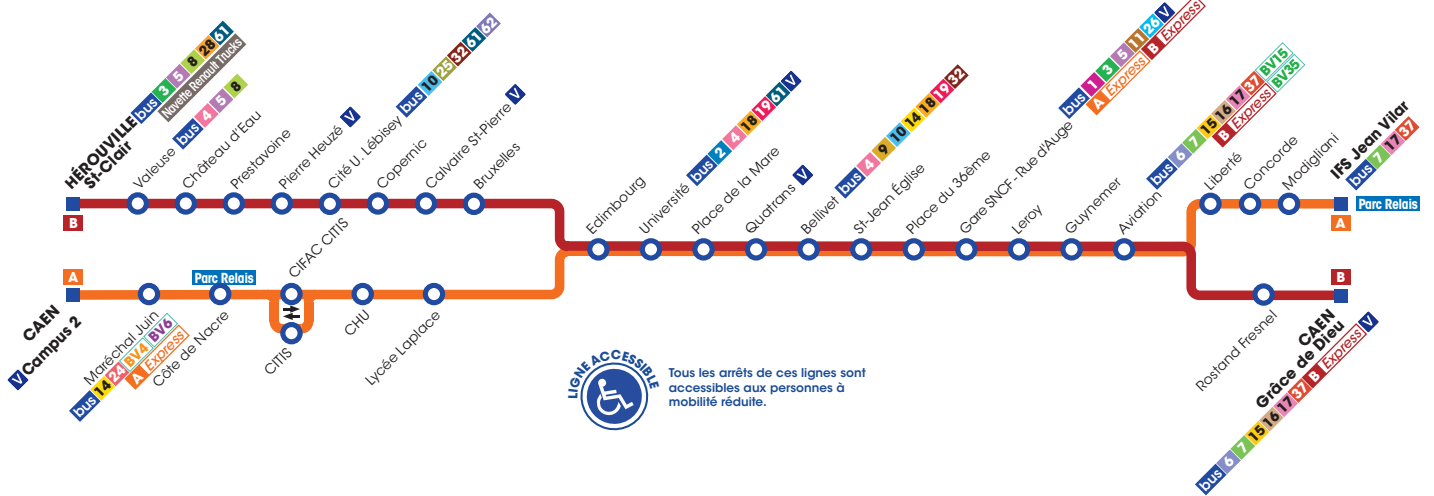 HÉROUVILLE
St-Clair
bus 3 5 8 28 61
Navette Renault Trucks
Valeuse
bus 4 5 8
Château d'Eau
Prestavoine
Pierre Heuzé V
Cité U. Lébisey
bus 10 25 32 61 62
Copernic
Calvaire St-Pierre V
Bruxelles
B
Edimbourg
Université
bus 2 4 18 19 61 V
Place de la Mare
Quatrans V
Bellivet
bus 4 9 10 14 18 19 32
St-Jean Église
Place du 36ème
Gare SNCF - Rue d'Auge
bus 1 3 5 11 26 V
A Express B Express
Leroy
Guynemer
Aviation
bus 6 7 15 16 17 37 BV15
B Express BV35
Liberté
Concorde
Modigliani
IFS Jean Vilar
bus 7 17 37
Parc Relais
A
A
CAEN
V Campus 2
Maréchal Juin
bus 14 24 BV4 BV6
A Express
Parc Relais
Côte de Nacre
CIFAC CITIS
CITIS
CHU
Lycée Laplace
B
Rostand Fresnel
CAEN
Grâce de Dieu
bus 6 7 15 16 17 37 B Express V
LIGNE ACCESSIBLE
Tous les arrêts de ces lignes sont
accessibles aux personnes à
mobilité réduite.